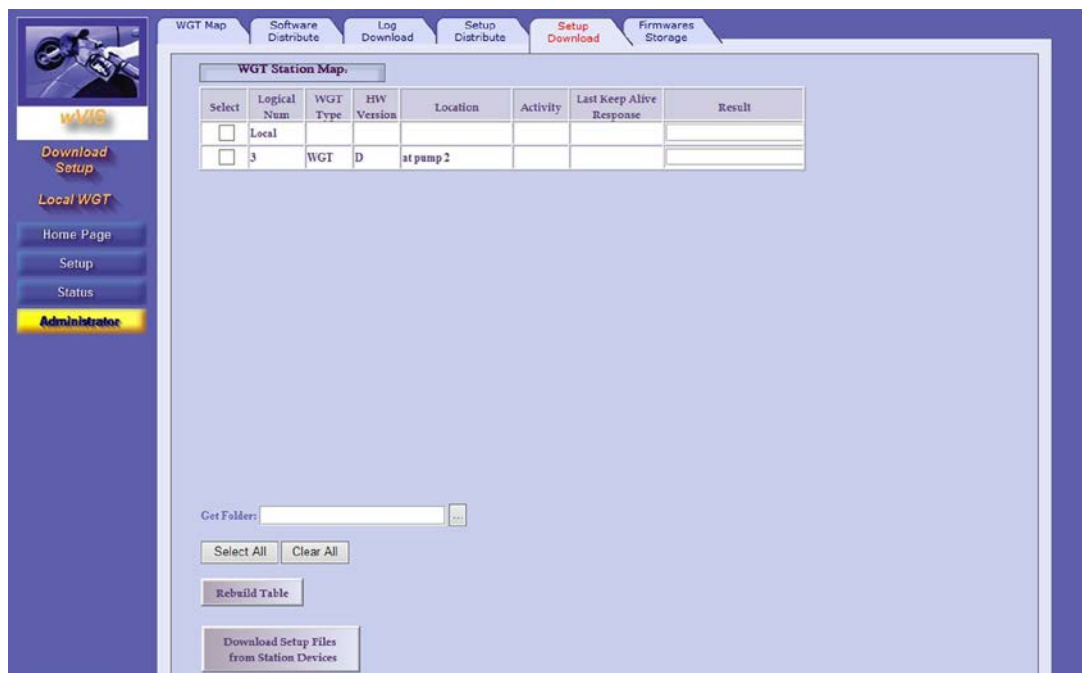 WGT Map
Software
Distribute
Log
Download
Setup
Distribute
Setup
Download
Firmwares
Storage
wVIS
Download
Setup
Local WGT
Home Page
Setup
Status
Administrator
WGT Station Map.
Select
Logical
Num
WGT
Type
HW
Version
Location
Activity
Last Keep Alive
Response
Result
Local
3 WGT D at pump 2
Get Folder:
...
Select All Clear All
Rebuild Table
Download Setup Files
from Station Devices